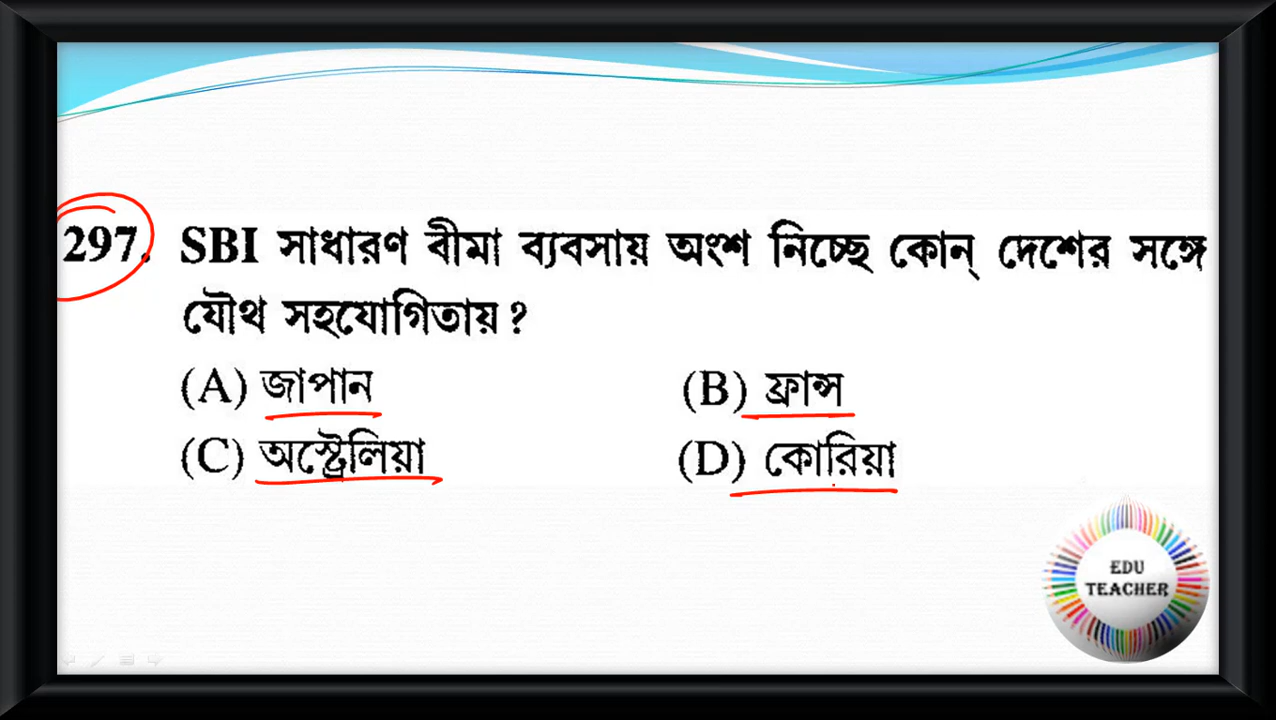 297. SBI সাধারণ বীমা ব্যবসায় অংশ নিচ্ছে কোন্ দেশের সঙ্গে
যৌথ সহযোগিতায় ?
(A) জাপান (B) ফ্রান্স
(C) অস্ট্রেলিয়া (D) কোরিয়া
EDU
TEACHER